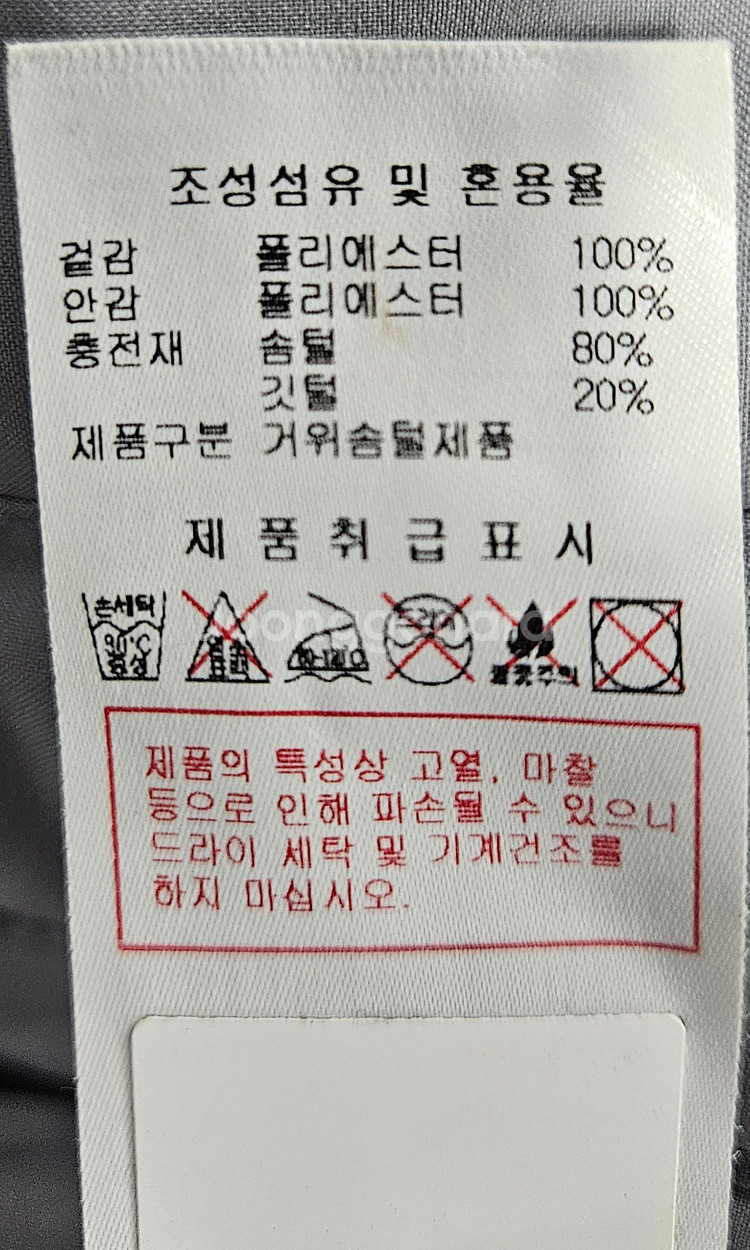 조성섬유 및 혼용율
겉감 폴리에스터 100%
안감 폴리에스터 100%
충전재 솜털 80%
깃털 20%
제품구분 거위솜털제품
제 품 취 급 표 시
손세탁
중성
염소
표백
드라이
불꽃주의
제품의 특성상 고열, 마찰
등으로 인해 파손될 수 있으니
드라이 세탁 및 기계건조를
하지 마십시오.